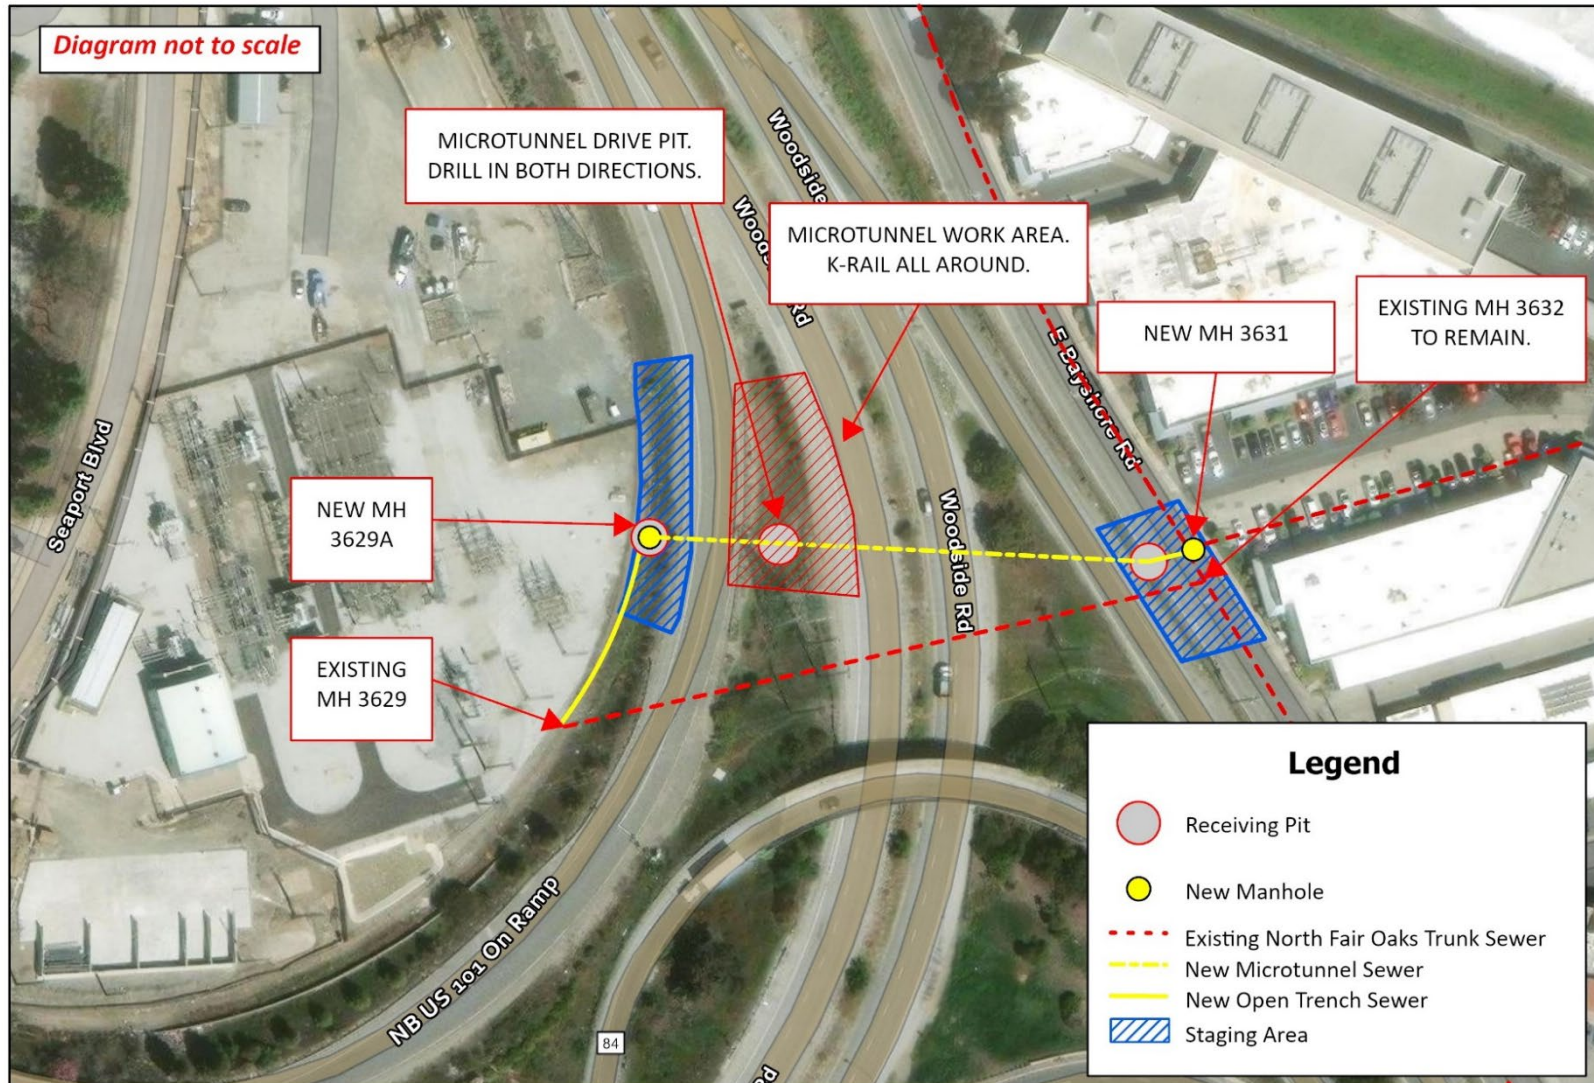 Diagram not to scale
MICROTUNNEL DRIVE PIT.
DRILL IN BOTH DIRECTIONS.
Woodside
Woods
Rd
MICROTUNNEL WORK AREA.
K-RAIL ALL AROUND.
NEW MH 3631
EXISTING MH 3632
TO REMAIN.
E Bayshore Rd
Seaport Blvd
NEW MH
3629A
Woodside Rd
EXISTING
MH 3629
NB US 101 On Ramp
84
Rd
Legend
Receiving Pit
New Manhole
Existing North Fair Oaks Trunk Sewer
New Microtunnel Sewer
New Open Trench Sewer
Staging Area